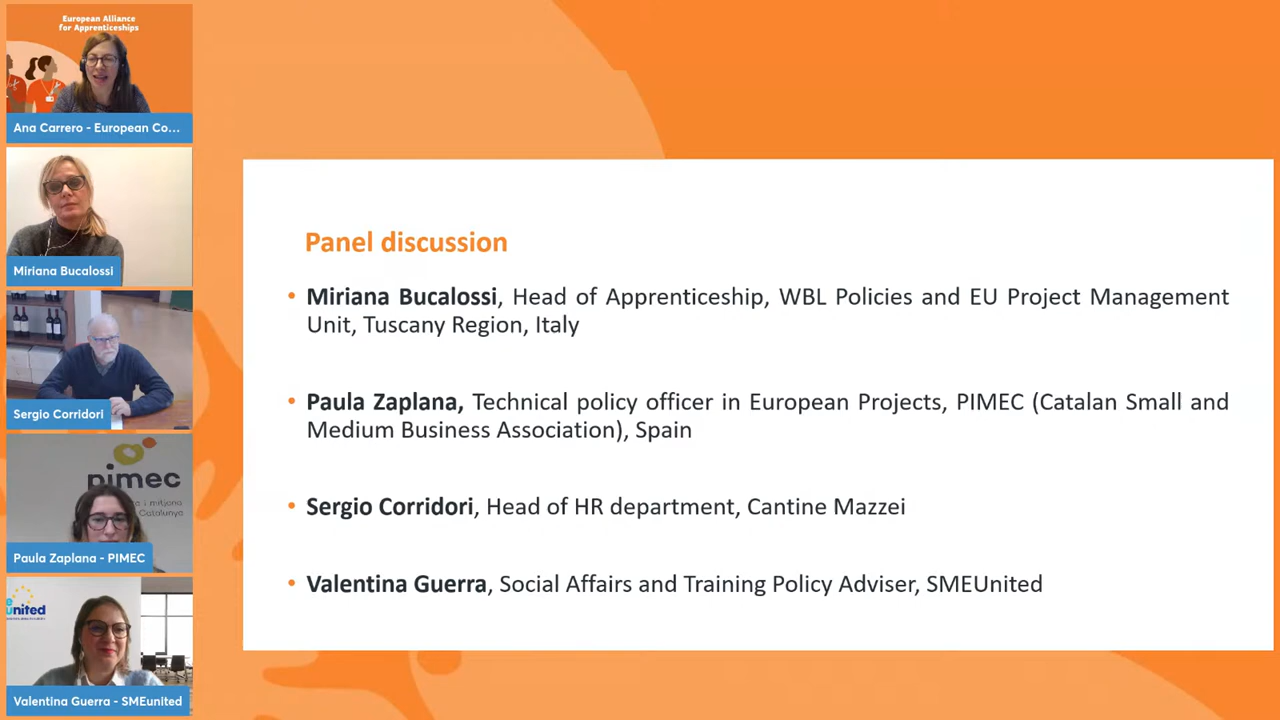 European Alliance
for Apprenticeships
Ana Carrero - European Co...
Miriana Bucalossi
Sergio Corridori
pimec
e i mitjana
Catalunya
Paula Zaplana - PIMEC
united
Valentina Guerra - SMEunited
Panel discussion
• Miriana Bucalossi, Head of Apprenticeship, WBL Policies and EU Project Management
Unit, Tuscany Region, Italy
• Paula Zaplana, Technical policy officer in European Projects, PIMEC (Catalan Small and
Medium Business Association), Spain
• Sergio Corridori, Head of HR department, Cantine Mazzei
• Valentina Guerra, Social Affairs and Training Policy Adviser, SMEUnited